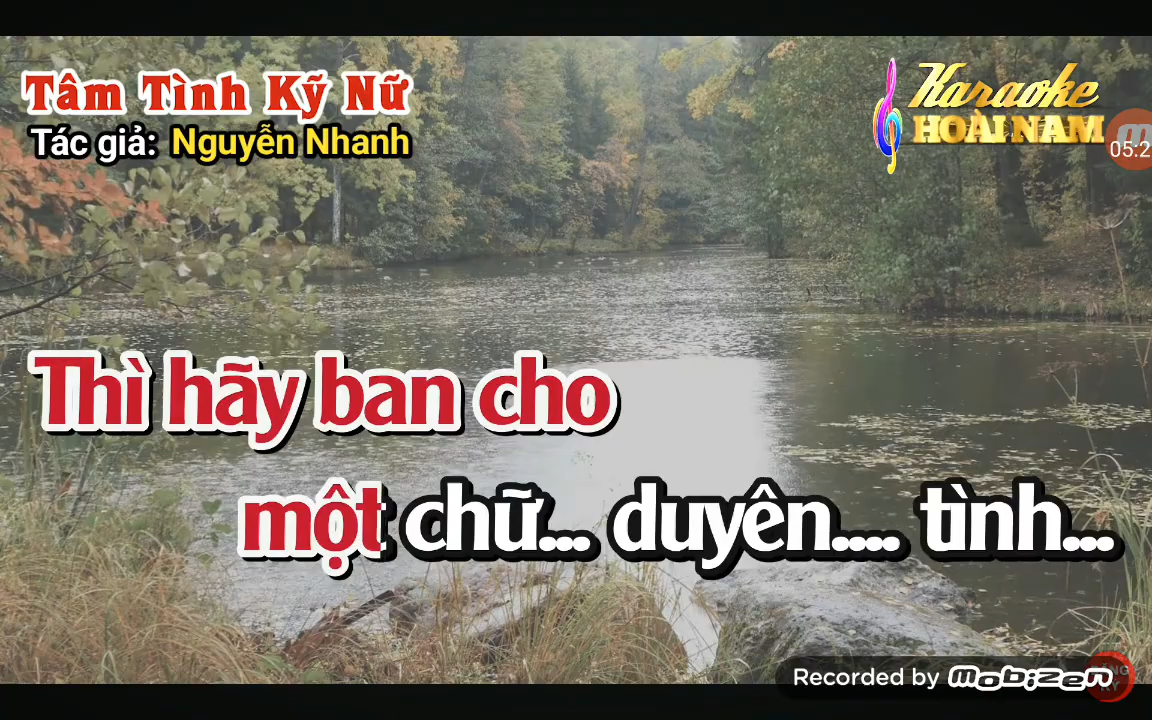 Tâm Tình Kỹ Nữ
Tác giả: Nguyễn Nhanh
Karaoke
HOÀI NAM
05:2
Thì hãy ban cho
một chữ... duyên.... tình...
Recorded by mobizen